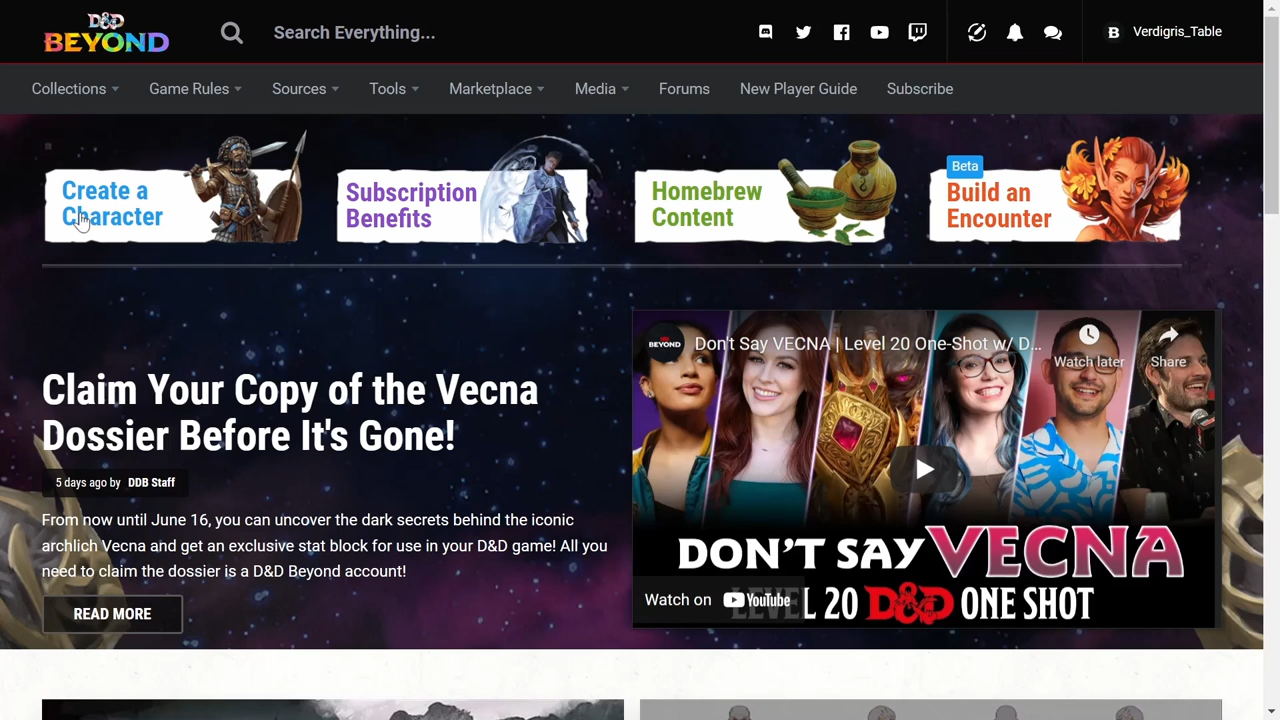 D&D
BEYOND
Search Everything...
B Verdigris_Table
Collections Game Rules Sources Tools Marketplace Media Forums New Player Guide Subscribe
Create a
Character
Subscription
Benefits
Homebrew
Content
Beta
Build an
Encounter
BEYOND
Don't Say VECNA | Level 20 One-Shot w/ D...
Watch later
Share
Claim Your Copy of the Vecna
Dossier Before It's Gone!
5 days ago by DDB Staff
From now until June 16, you can uncover the dark secrets behind the iconic
archlich Vecna and get an exclusive stat block for use in your D&D game! All you
need to claim the dossier is a D&D Beyond account!
READ MORE
DON'T SAY VECNA
LEVEL 20 D&D ONE SHOT
Watch on YouTube